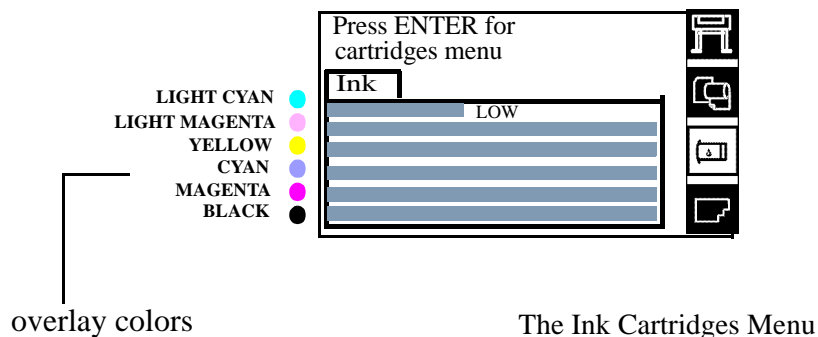 Press ENTER for
cartridges menu
Ink
LIGHT CYAN
LOW
LIGHT MAGENTA
YELLOW
CYAN
MAGENTA
BLACK
overlay colors
The Ink Cartridges Menu